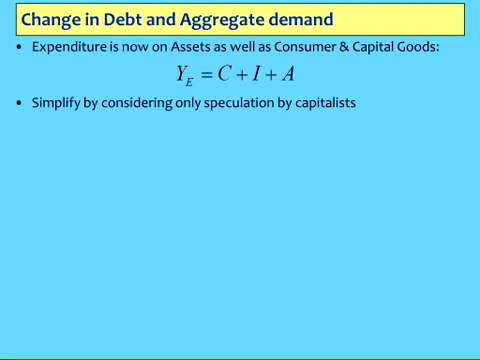 Change in Debt and Aggregate demand
• Expenditure is now on Assets as well as Consumer & Capital Goods:
Y_E = C + I + A
• Simplify by considering only speculation by capitalists